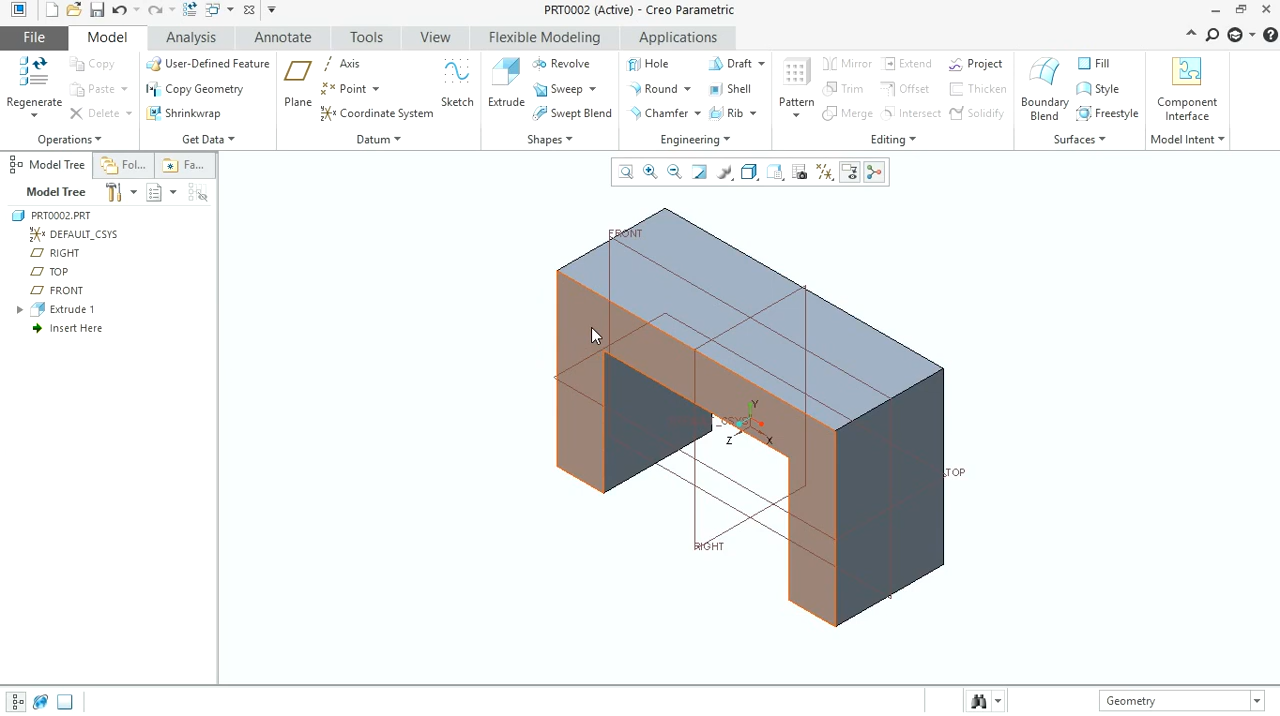 PRT0002 (Active) - Creo Parametric
File Model Analysis Annotate Tools View Flexible Modeling Applications
Regenerate
Copy
Paste
Delete
Operations
User-Defined Feature
Copy Geometry
Shrinkwrap
Get Data
Plane
Axis
Point
Coordinate System
Sketch
Datum
Extrude
Revolve
Sweep
Swept Blend
Shapes
Hole
Round
Chamfer
Draft
Shell
Rib
Engineering
Pattern
Mirror
Trim
Merge
Extend
Offset
Intersect
Project
Thicken
Solidify
Editing
Boundary
Blend
Fill
Style
Freestyle
Surfaces
Component
Interface
Model Intent
Model Tree Fol... Fa...
Model Tree
PRT0002.PRT
DEFAULT_CSYS
RIGHT
TOP
FRONT
Extrude 1
Insert Here
FRONT
Y
Z
X
TOP
RIGHT
Geometry